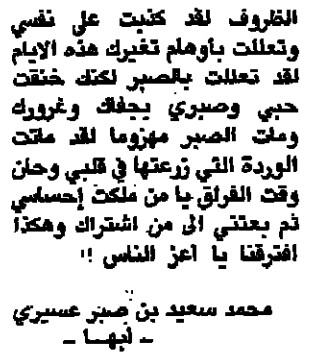 الظروف لقد كذبت على نفسي
وتعللت بأوهام تغيرك هذه الايام
لقد تعللت بالصبر لكنك خنقت
حبي وصبري بجفاك وغرورك
ومات الصبر مهزوما لقد ماتت
الوردة التي زرعتها في قلبي وحان
وقت الفراق يا من ملكت إحساسي
ثم بعتني الى من اشتراك وهكذا
افترقنا يا اعز الناس !!
محمد سعيد بن صبر عسيري
ـ ابها ـ